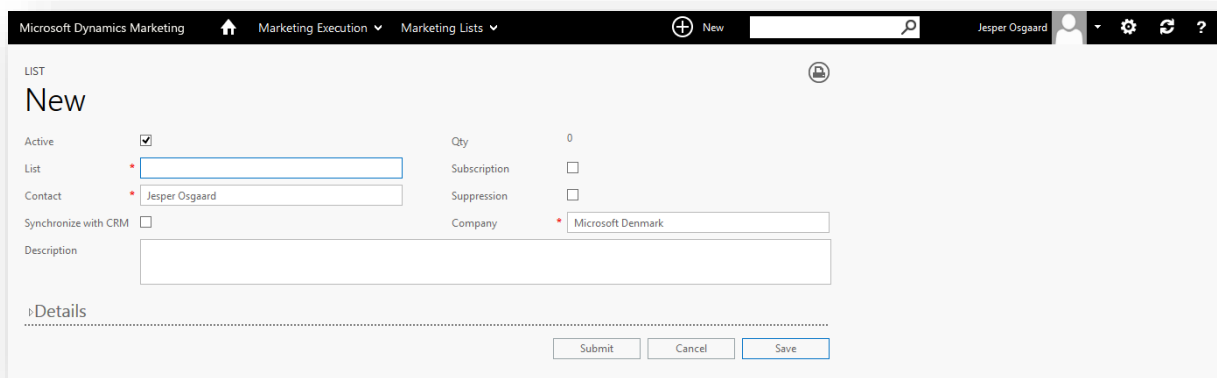 Microsoft Dynamics Marketing Marketing Execution Marketing Lists New Jesper Osgaard ?
LIST
New
Active Qty 0
List * Subscription
Contact * Jesper Osgaard Suppression
Synchronize with CRM Company * Microsoft Denmark
Description
Details
Submit Cancel Save